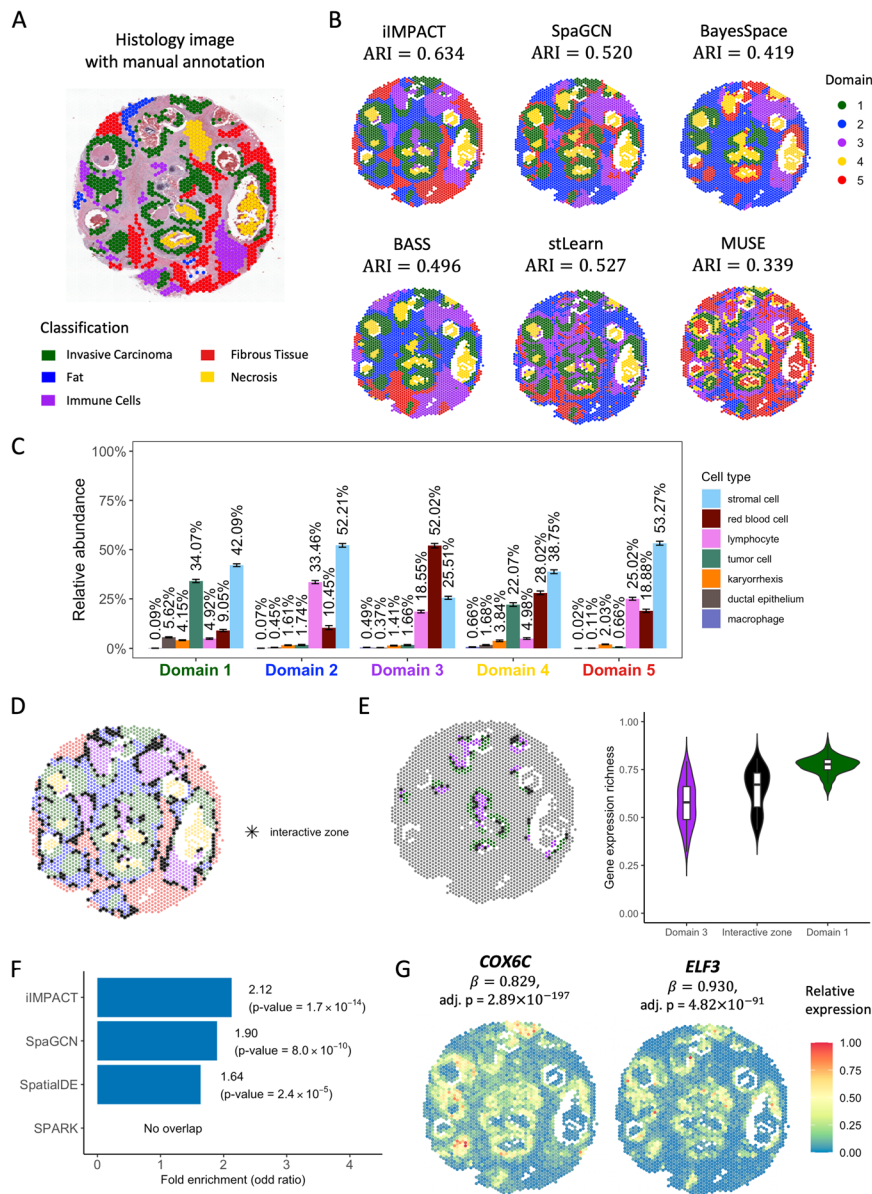 A
Histology image
with manual annotation
Classification
Invasive Carcinoma
Fat
Immune Cells
Fibrous Tissue
Necrosis
B
iIMPACT
ARI = 0.634
SpaGCN
ARI = 0.520
BayesSpace
ARI = 0.419
BASS
ARI = 0.496
stLearn
ARI = 0.527
MUSE
ARI = 0.339
Domain
1
2
3
4
5
C
Relative abundance
100%
75%
50%
25%
0%
0.09%
5.62%
4.15%
34.07%
4.92%
9.05%
42.09%
0.07%
0.45%
1.61%
1.74%
33.46%
10.45%
52.21%
0.49%
0.37%
1.41%
1.66%
18.55%
52.02%
25.51%
0.66%
1.68%
3.84%
22.07%
4.98%
28.02%
38.75%
0.02%
0.11%
2.03%
0.66%
25.02%
18.88%
53.27%
Domain 1
Domain 2
Domain 3
Domain 4
Domain 5
Cell type
stromal cell
red blood cell
lymphocyte
tumor cell
karyorrhexis
ductal epithelium
macrophage
D
interactive zone
E
Gene expression richness
1.00
0.75
0.50
0.25
0.00
Domain 3
Interactive zone
Domain 1
F
iIMPACT
SpaGCN
SpatialDE
SPARK
2.12
(p-value = 1.7 × 10⁻¹⁴)
1.90
(p-value = 8.0 × 10⁻¹⁰)
1.64
(p-value = 2.4 × 10⁻⁵)
No overlap
0
1
2
3
4
Fold enrichment (odd ratio)
G
COX6C
β = 0.829,
adj. p = 2.89×10⁻¹⁹⁷
ELF3
β = 0.930,
adj. p = 4.82×10⁻⁹¹
Relative
expression
1.00
0.75
0.50
0.25
0.00